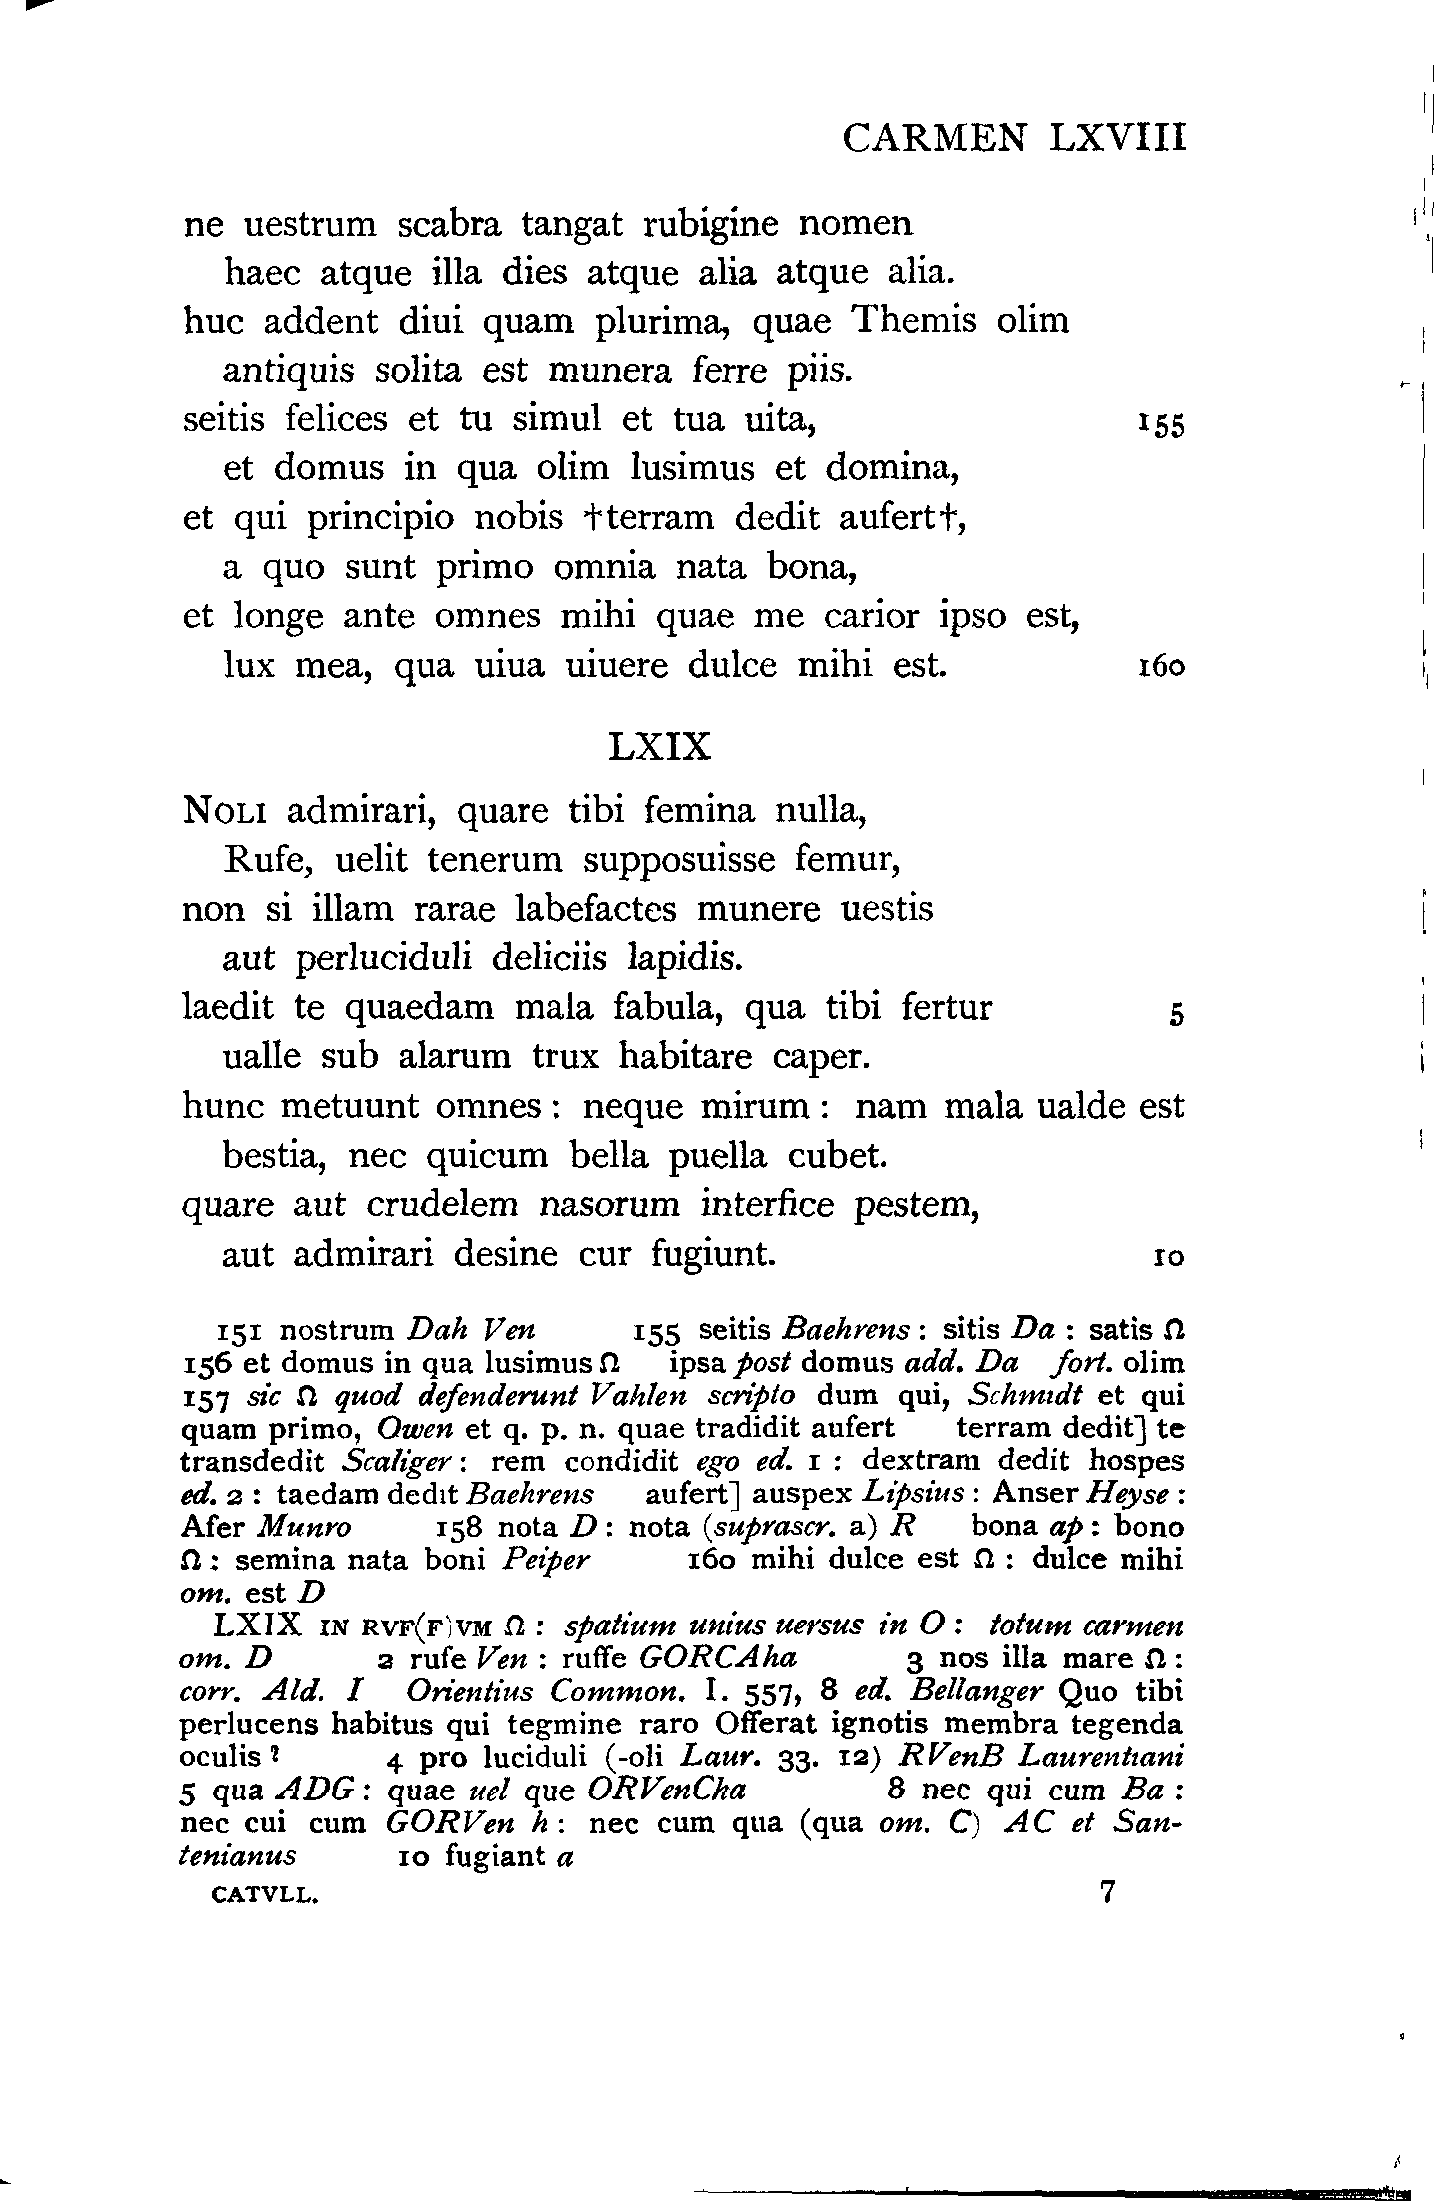 CARMEN LXVIII
ne uestrum scabra tangat rubigine nomen
haec atque illa dies atque alia atque alia.
huc addent diui quam plurima, quae Themis olim
antiquis solita est munera ferre piis.
seitis felices et tu simul et tua uita, 155
et domus in qua olim lusimus et domina,
et qui principio nobis †terram dedit aufert†,
a quo sunt primo omnia nata bona,
et longe ante omnes mihi quae me carior ipso est,
lux mea, qua uiua uiuere dulce mihi est. 160
LXIX
NOLI admirari, quare tibi femina nulla,
Rufe, uelit tenerum supposuisse femur,
non si illam rarae labefactes munere uestis
aut perluciduli deliciis lapidis.
laedit te quaedam mala fabula, qua tibi fertur 5
ualle sub alarum trux habitare caper.
hunc metuunt omnes : neque mirum : nam mala ualde est
bestia, nec quicum bella puella cubet.
quare aut crudelem nasorum interfice pestem,
aut admirari desine cur fugiunt. 10
151 nostrum Dah Ven 155 seitis Baehrens : sitis Da : satis Ω
156 et domus in qua lusimus Ω ipsa post domus add. Da fort. olim
157 sic Ω quod defenderunt Vahlen scripto dum qui, Schmidt et qui
quam primo, Owen et q. p. n. quae tradidit aufert terram dedit] te
transdedit Scaliger : rem condidit ego ed. 1 : dextram dedit hospes
ed. 2 : taedam dedit Baehrens aufert] auspex Lipsius : Anser Heyse :
Afer Munro 158 nota D : nota (suprascr. a) R bona ap : bono
Ω : semina nata boni Peiper 160 mihi dulce est Ω : dulce mihi
om. est D
LXIX IN RVF(F)VM Ω : spatium unius uersus in O : totum carmen
om. D 2 rufe Ven : ruffe GORCAha 3 nos illa mare Ω :
corr. Ald. I Orientius Common. I. 557, 8 ed. Bellanger Quo tibi
perlucens habitus qui tegmine raro Offerat ignotis membra tegenda
oculis ? 4 pro luciduli (-oli Laur. 33. 12) RVenB Laurentiani
5 qua ADG : quae uel que ORVenCha 8 nec qui cum Ba :
nec cui cum GORVen h : nec cum qua (qua om. C) AC et San-
tenianus 10 fugiant a
CATVLL. 7